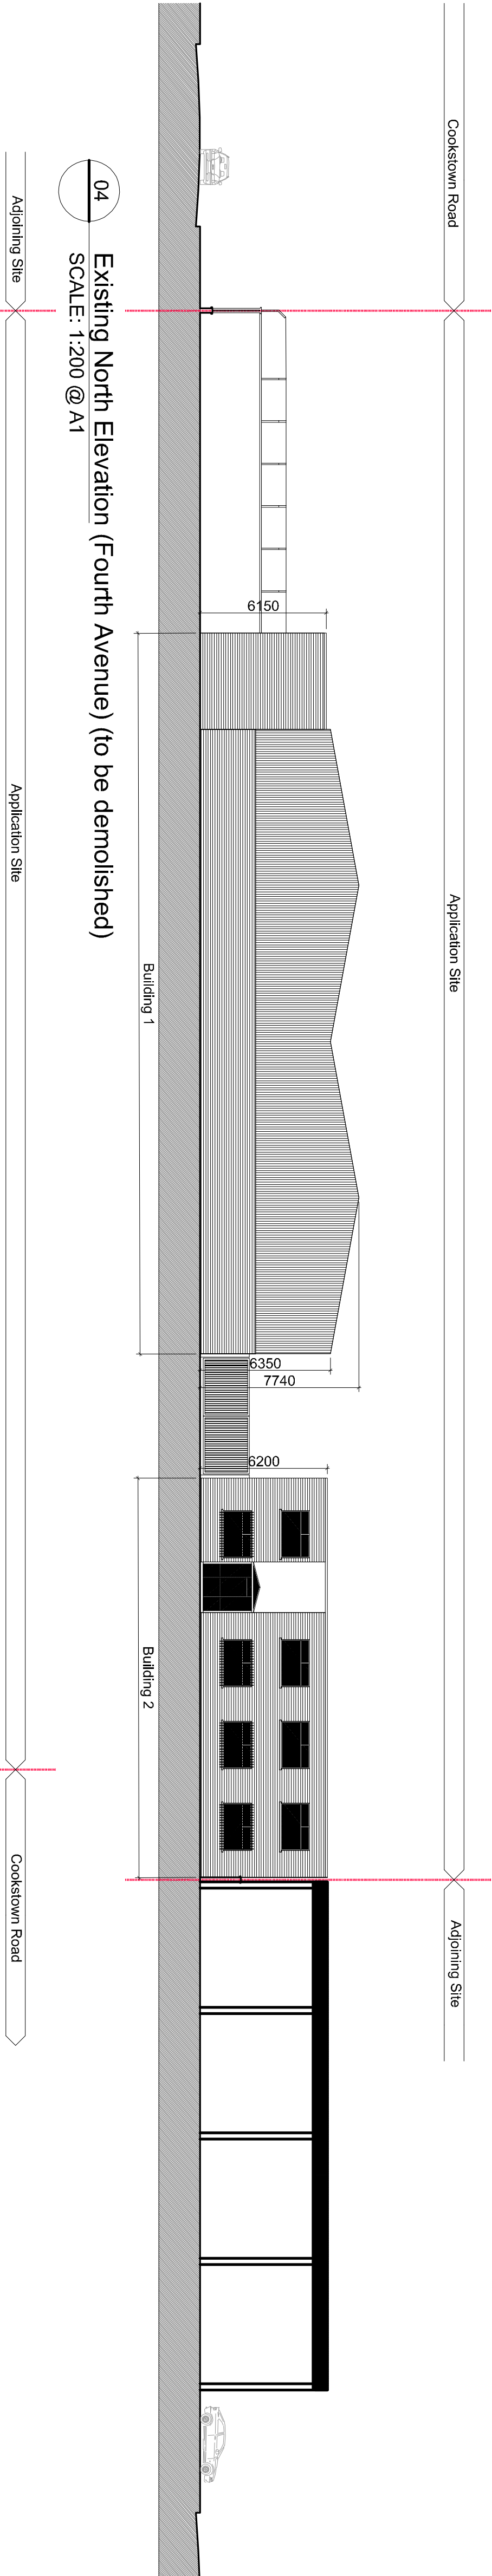 Cookstown Road
Application Site
Adjoining Site
6150
6350
7740
6200
Building 1
Building 2
04
Existing North Elevation (Fourth Avenue) (to be demolished)
SCALE: 1:200 @ A1
Adjoining Site
Application Site
Cookstown Road